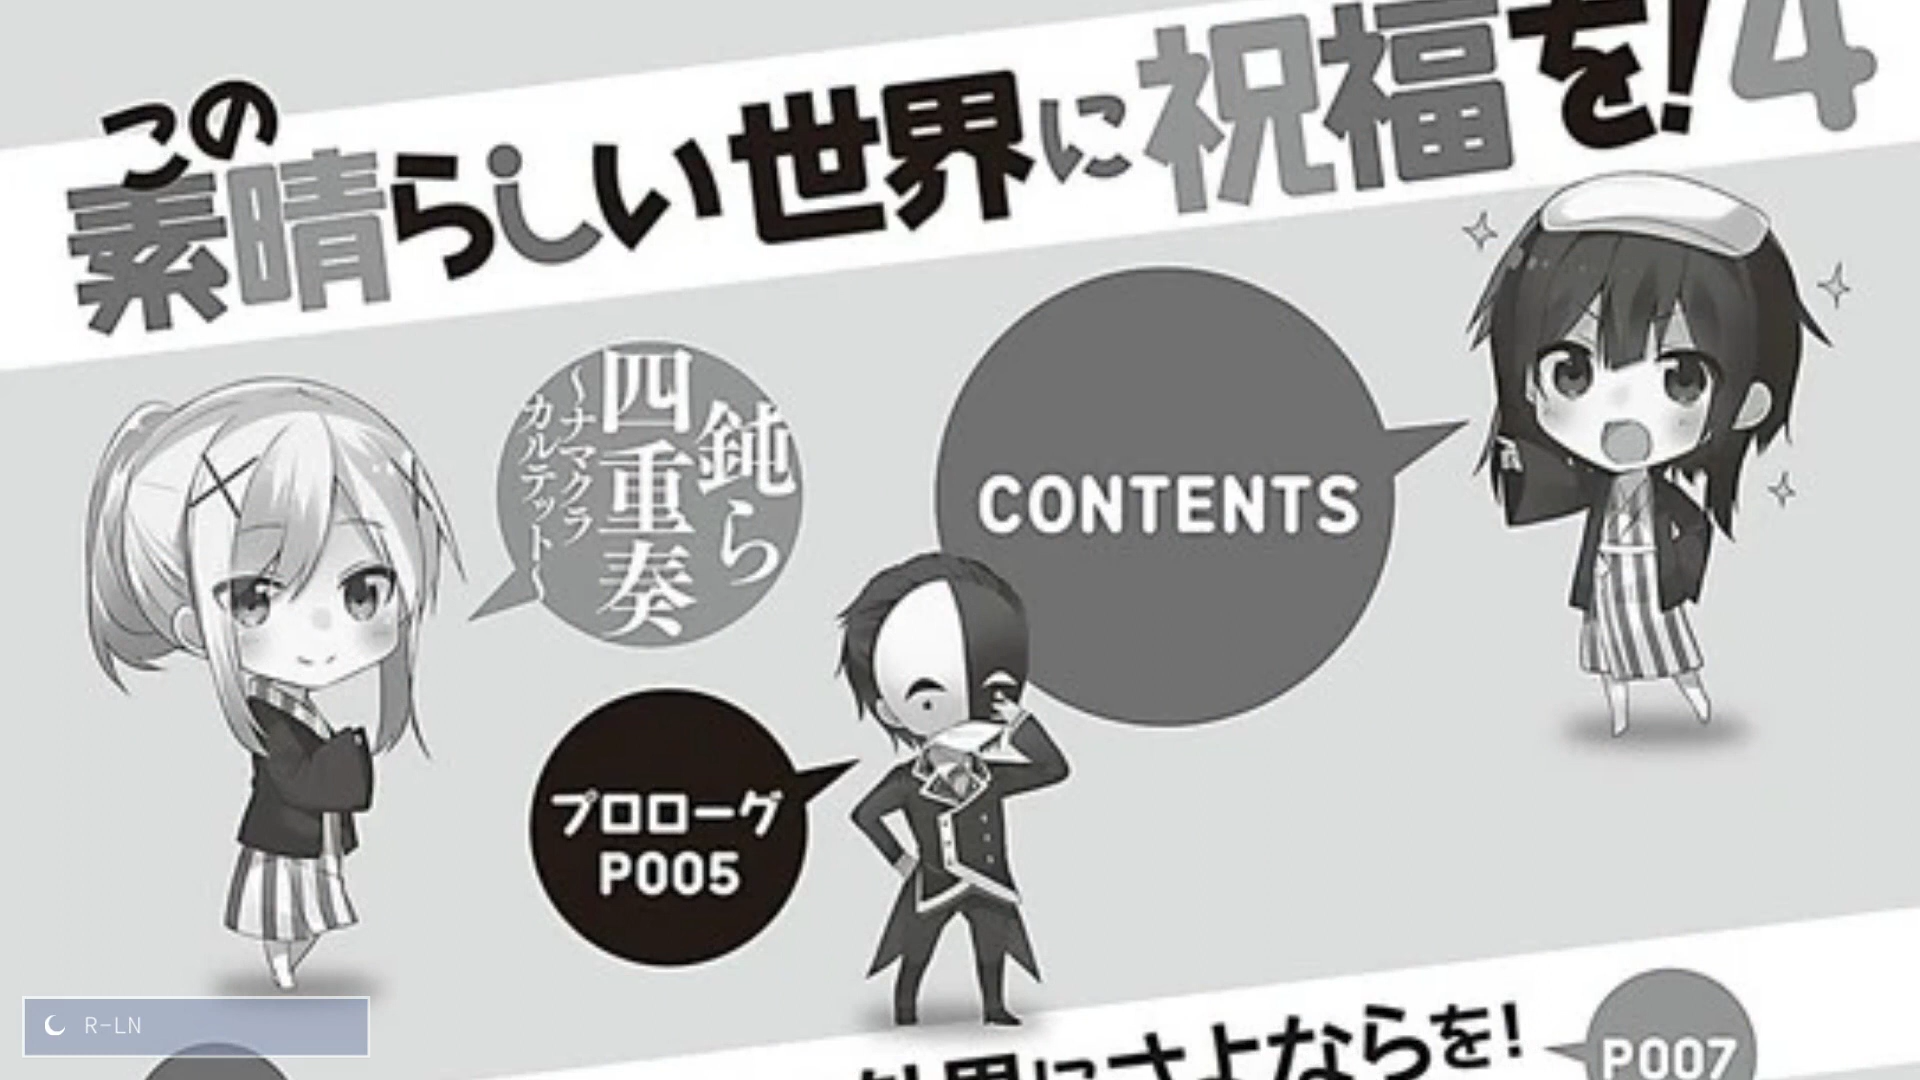 この
素晴らしい世界に祝福を!4
鈍ら
四重奏
〜ナマクラ
カルテット〜
CONTENTS
プロローグ
P005
界にさよならを!
P007
R-LN